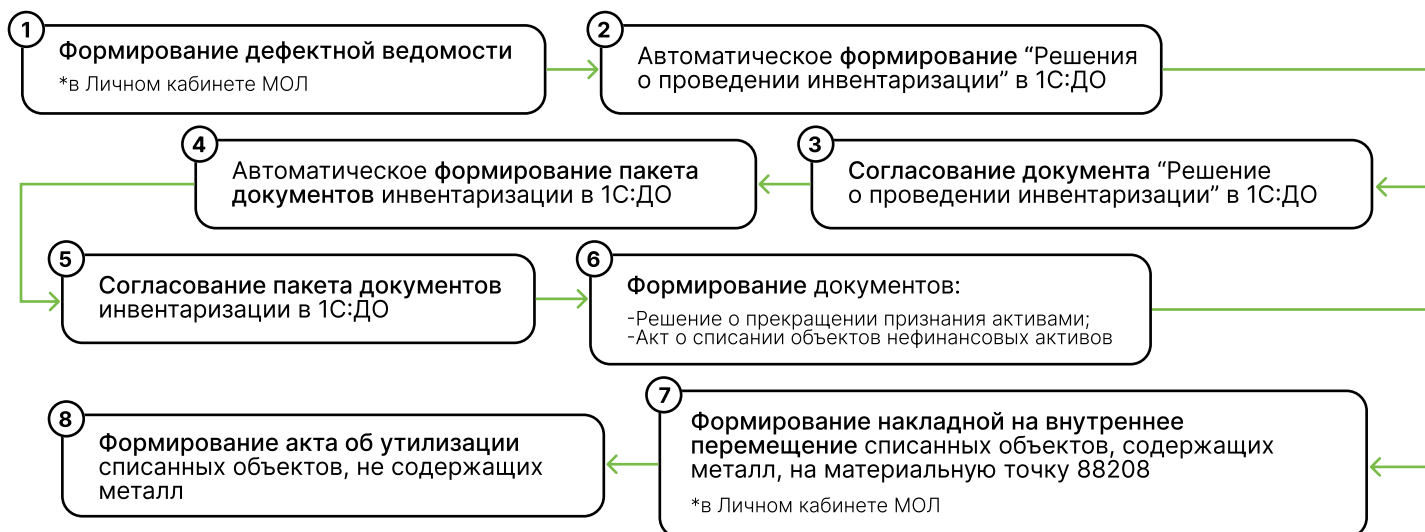 1
Формирование дефектной ведомости
*в Личном кабинете МОЛ
2
Автоматическое формирование “Решения
о проведении инвентаризации” в 1С:ДО
3
Согласование документа “Решение
о проведении инвентаризации” в 1С:ДО
4
Автоматическое формирование пакета
документов инвентаризации в 1С:ДО
5
Согласование пакета документов
инвентаризации в 1С:ДО
6
Формирование документов:
-Решение о прекращении признания активами;
-Акт о списании объектов нефинансовых активов
7
Формирование накладной на внутреннее
перемещение списанных объектов, содержащих
металл, на материальную точку 88208
*в Личном кабинете МОЛ
8
Формирование акта об утилизации
списанных объектов, не содержащих
металл